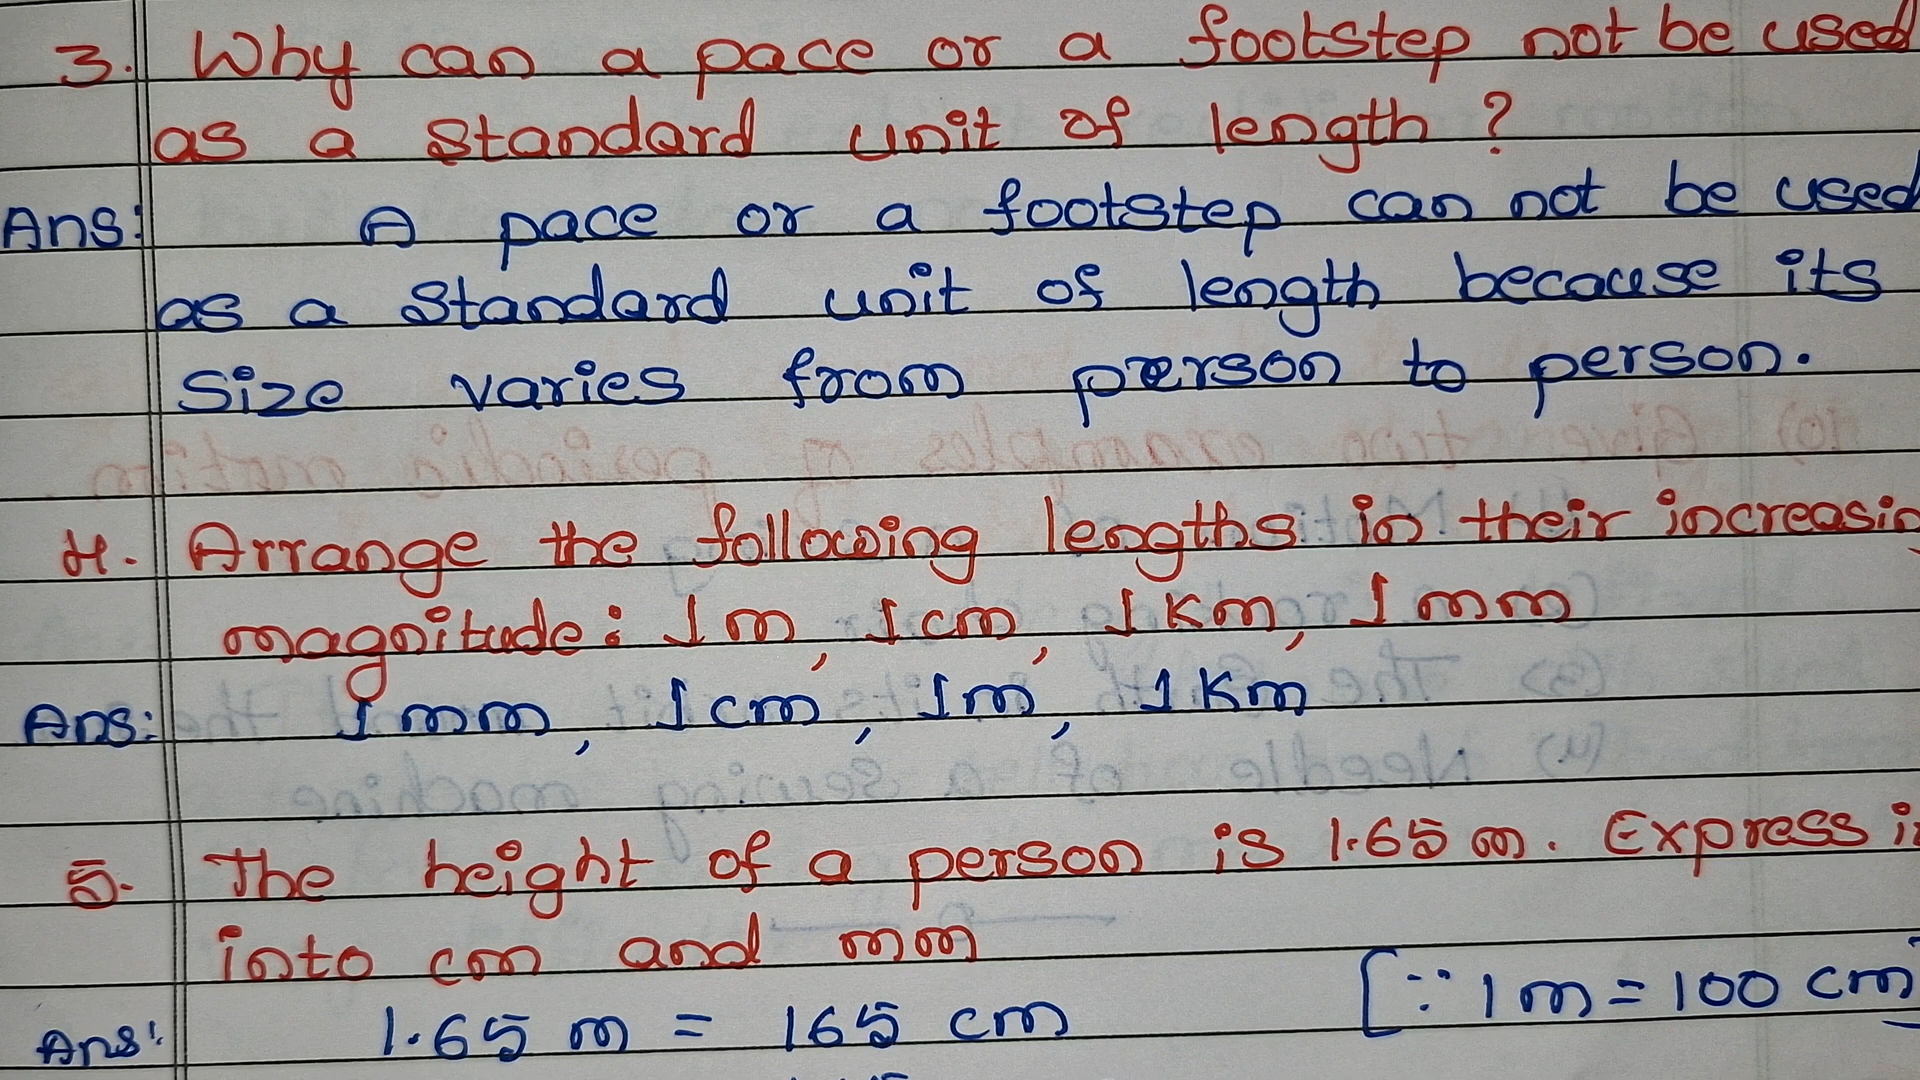 3. Why can a pace or a footstep not be used
as a standard unit of length ?
Ans: A pace or a footstep can not be used
as a standard unit of length because its
size varies from person to person.
4. Arrange the following lengths in their increasin
magnitude: 1m, 1cm, 1Km, 1mm
Ans: 1mm, 1cm, 1m, 1Km
5. The height of a person is 1.65 m. Express i
into cm and mm
Ans: 1.65 m = 165 cm [∵ 1m = 100 cm]